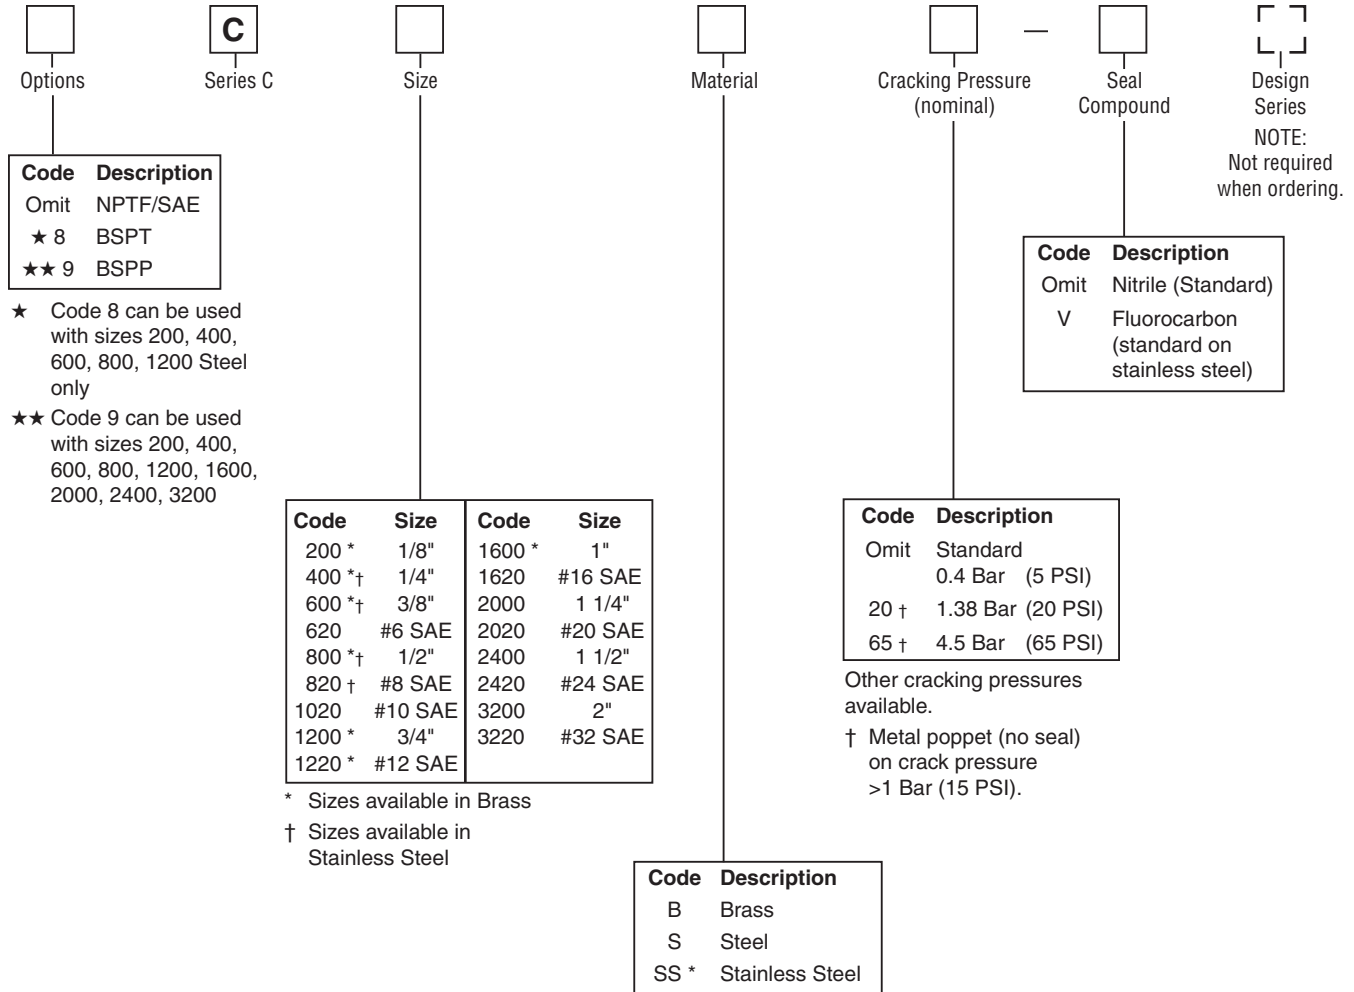 C
Options
Series C
Size
Material
Cracking Pressure
(nominal)
—
Seal
Compound
Design
Series
NOTE:
Not required
when ordering.
Code Description
Omit NPTF/SAE
★ 8 BSPT
★★ 9 BSPP
★ Code 8 can be used
with sizes 200, 400,
600, 800, 1200 Steel
only
★★ Code 9 can be used
with sizes 200, 400,
600, 800, 1200, 1600,
2000, 2400, 3200
Code Size Code Size
200 * 1/8" 1600 * 1"
400 *† 1/4" 1620 #16 SAE
600 *† 3/8" 2000 1 1/4"
620 #6 SAE 2020 #20 SAE
800 *† 1/2" 2400 1 1/2"
820 † #8 SAE 2420 #24 SAE
1020 #10 SAE 3200 2"
1200 * 3/4" 3220 #32 SAE
1220 * #12 SAE
* Sizes available in Brass
† Sizes available in
Stainless Steel
Code Description
B Brass
S Steel
SS * Stainless Steel
Code Description
Omit Standard
0.4 Bar (5 PSI)
20 † 1.38 Bar (20 PSI)
65 † 4.5 Bar (65 PSI)
Other cracking pressures
available.
† Metal poppet (no seal)
on crack pressure
>1 Bar (15 PSI).
Code Description
Omit Nitrile (Standard)
V Fluorocarbon
(standard on
stainless steel)